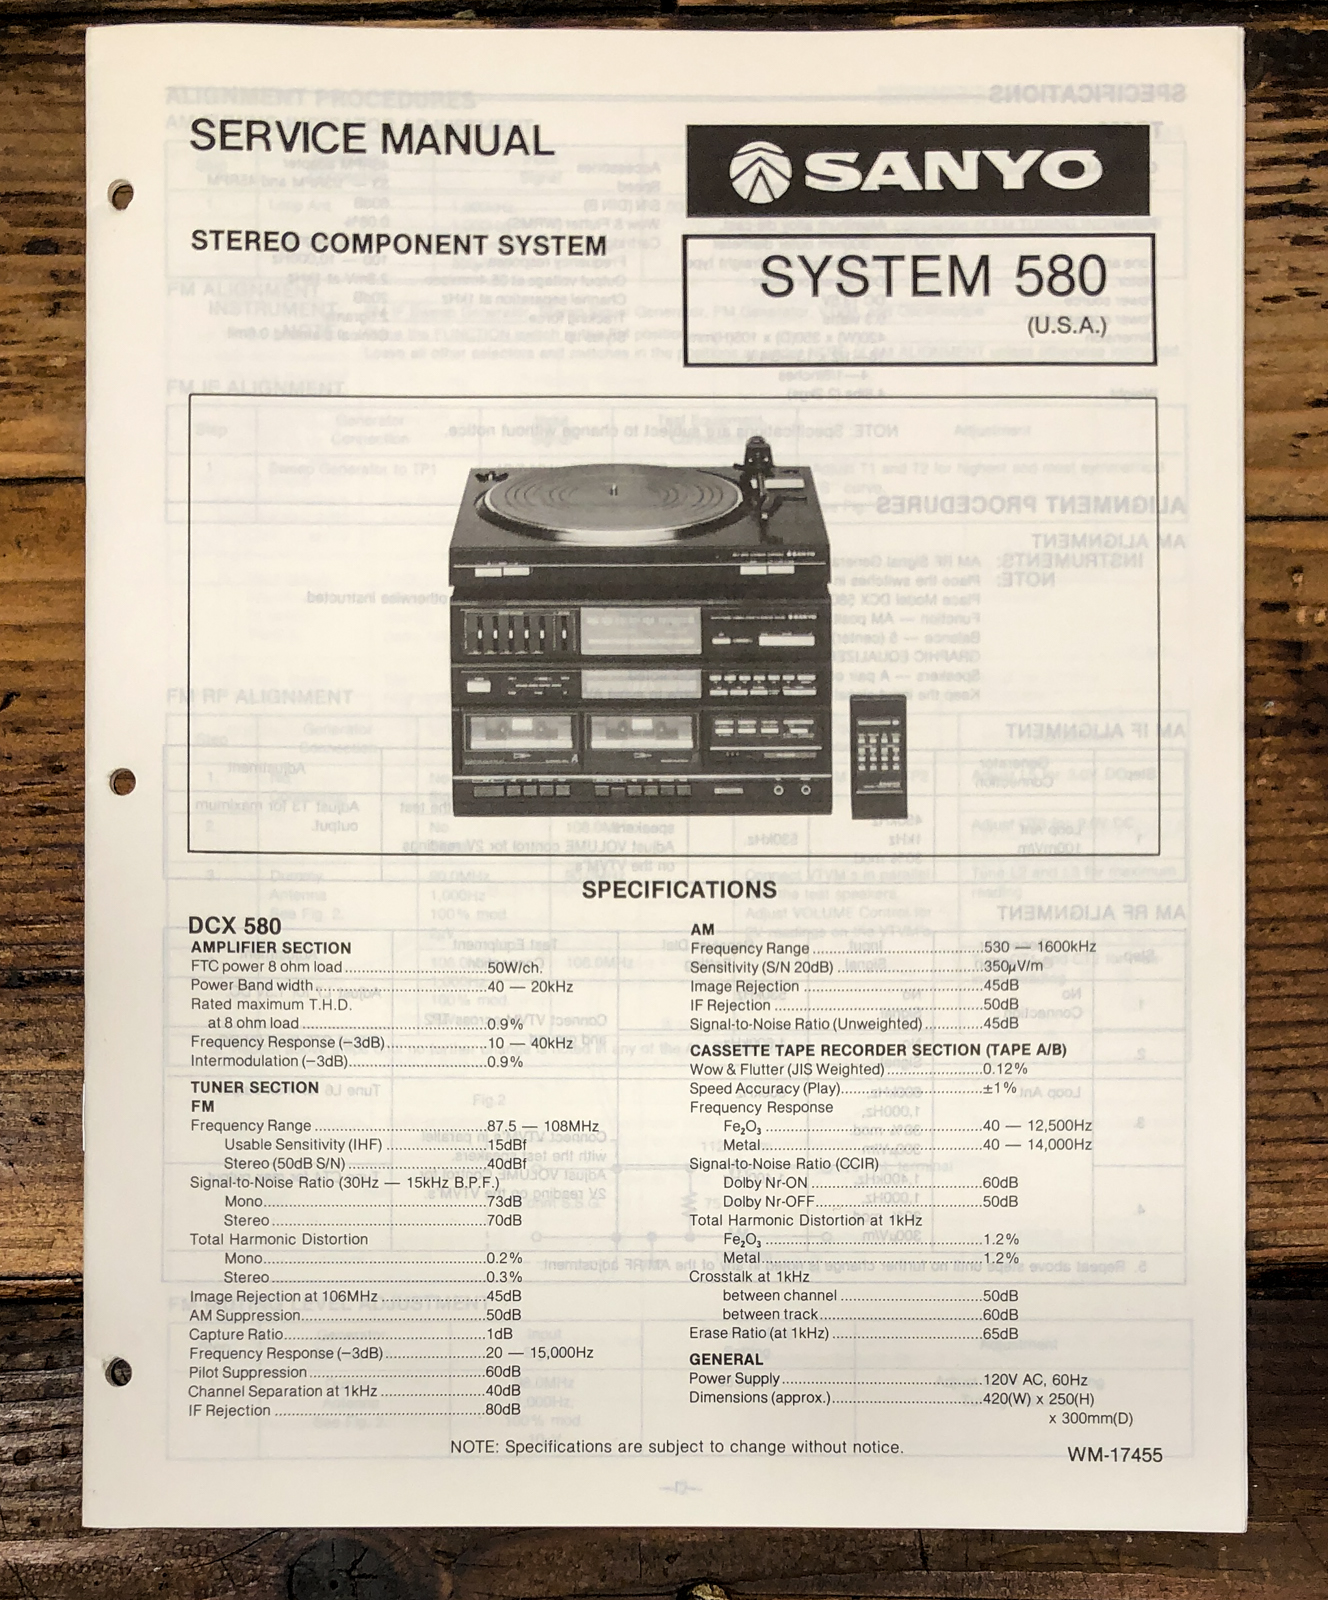 SERVICE MANUAL
SANYO
STEREO COMPONENT SYSTEM
SYSTEM 580
(U.S.A.)
SANYO
SANYO
SPECIFICATIONS
DCX 580
AMPLIFIER SECTION
FTC power 8 ohm load....................50W/ch.
Power Band width....................40 — 20kHz
Rated maximum T.H.D.
at 8 ohm load....................0.9%
Frequency Response (−3dB)....................10 — 40kHz
Intermodulation (−3dB)....................0.9%
TUNER SECTION
FM
Frequency Range....................87.5 — 108MHz
Usable Sensitivity (IHF)....................15dBf
Stereo (50dB S/N)....................40dBf
Signal-to-Noise Ratio (30Hz — 15kHz B.P.F.)
Mono....................73dB
Stereo....................70dB
Total Harmonic Distortion
Mono....................0.2%
Stereo....................0.3%
Image Rejection at 106MHz....................45dB
AM Suppression....................50dB
Capture Ratio....................1dB
Frequency Response (−3dB)....................20 — 15,000Hz
Pilot Suppression....................60dB
Channel Separation at 1kHz....................40dB
IF Rejection....................80dB
AM
Frequency Range....................530 — 1600kHz
Sensitivity (S/N 20dB)....................350μV/m
Image Rejection....................45dB
IF Rejection....................50dB
Signal-to-Noise Ratio (Unweighted)....................45dB
CASSETTE TAPE RECORDER SECTION (TAPE A/B)
Wow & Flutter (JIS Weighted)....................0.12%
Speed Accuracy (Play)....................±1%
Frequency Response
Fe₂O₃....................40 — 12,500Hz
Metal....................40 — 14,000Hz
Signal-to-Noise Ratio (CCIR)
Dolby Nr-ON....................60dB
Dolby Nr-OFF....................50dB
Total Harmonic Distortion at 1kHz
Fe₂O₃....................1.2%
Metal....................1.2%
Crosstalk at 1kHz
between channel....................50dB
between track....................60dB
Erase Ratio (at 1kHz)....................65dB
GENERAL
Power Supply....................120V AC, 60Hz
Dimensions (approx.)....................420(W) x 250(H)
x 300mm(D)
NOTE: Specifications are subject to change without notice.
WM-17455